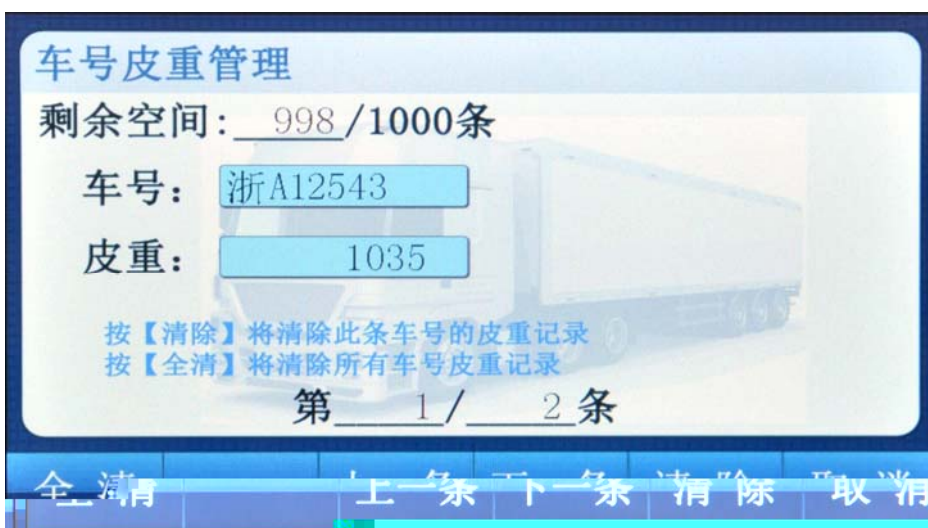 车号皮重管理
剩余空间: 998/1000条
车号: 浙A12543
皮重: 1035
按【清除】将清除此条车号的皮重记录
按【全清】将清除所有车号皮重记录
第 1/ 2条
全清 上一条 下一条 清除 取消